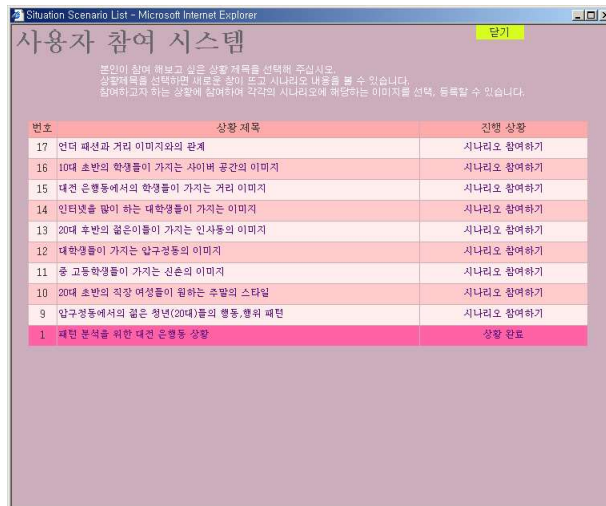 Situation Scenario List - Microsoft Internet Explorer
사용자 참여 시스템
닫기
본인이 참여 해보고 싶은 상황 제목을 선택해 주십시오.
상황제목을 선택하면 새로운 창이 뜨고 시나리오 내용을 볼 수 있습니다.
참여하고자 하는 상황에 참여하여 각각의 시나리오에 해당하는 이미지를 선택, 등록할 수 있습니다.
번호 상황 제목 진행 상황
17 언더 패션과 거리 이미지와의 관계 시나리오 참여하기
16 10대 초반의 학생들이 가지는 사이버 공간의 이미지 시나리오 참여하기
15 대전 은행동에서의 학생들이 가지는 거리 이미지 시나리오 참여하기
14 인터넷을 많이 하는 대학생들이 가지는 이미지 시나리오 참여하기
13 20대 후반의 젊은이들이 가지는 인사동의 이미지 시나리오 참여하기
12 대학생들이 가지는 압구정동의 이미지 시나리오 참여하기
11 중 고등학생들이 가지는 신촌의 이미지 시나리오 참여하기
10 20대 초반의 직장 여성들이 원하는 주말의 스타일 시나리오 참여하기
9 압구정동에서의 젊은 청년(20대)들의 행동,행위 패턴 시나리오 참여하기
1 패턴 분석을 위한 대전 은행동 상황 상황 완료